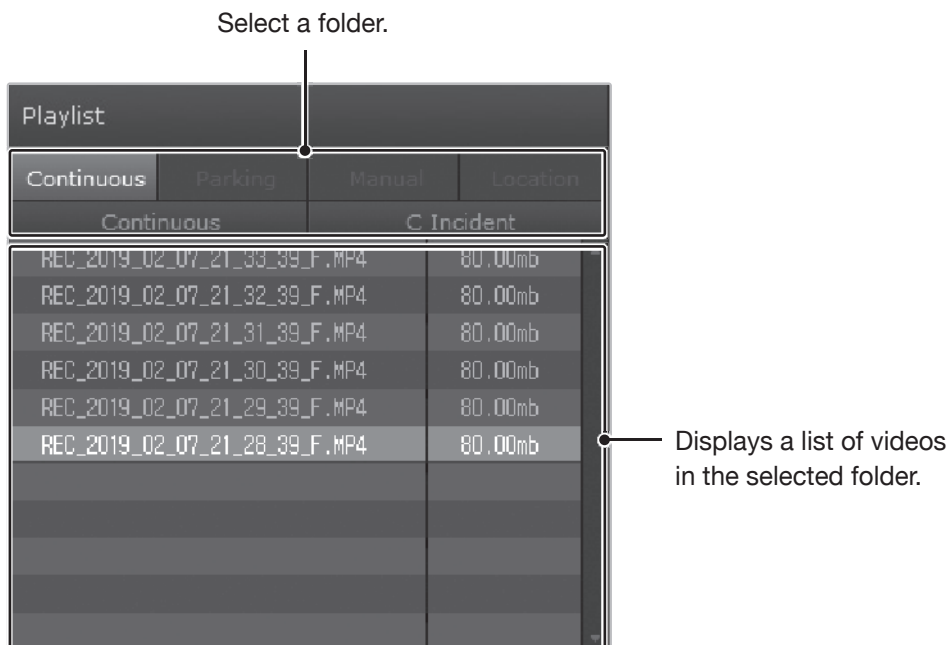 Select a folder.
Playlist
Continuous Parking Manual Location
Continuous C Incident
REC_2019_02_07_21_33_39_F.MP4 80.00mb
REC_2019_02_07_21_32_39_F.MP4 80.00mb
REC_2019_02_07_21_31_39_F.MP4 80.00mb
REC_2019_02_07_21_30_39_F.MP4 80.00mb
REC_2019_02_07_21_29_39_F.MP4 80.00mb
REC_2019_02_07_21_28_39_F.MP4 80.00mb
Displays a list of videos
in the selected folder.